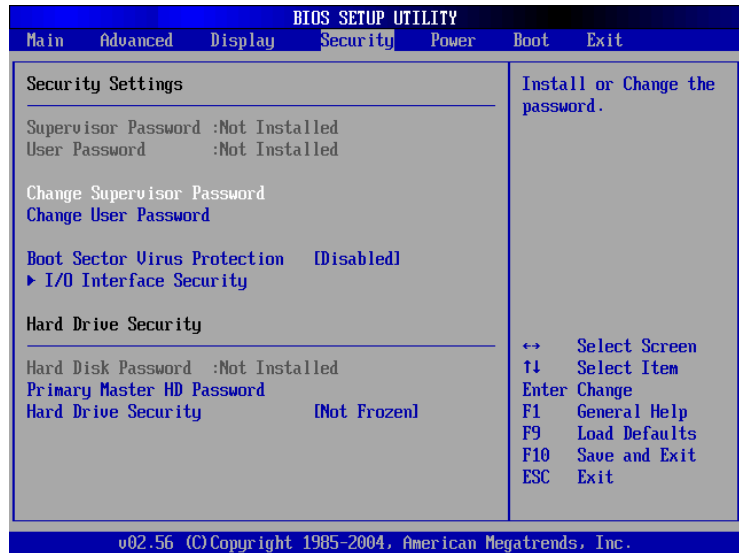 BIOS SETUP UTILITY
Main Advanced Display Security Power Boot Exit
Security Settings
Supervisor Password :Not Installed
User Password :Not Installed
Change Supervisor Password
Change User Password
Boot Sector Virus Protection [Disabled]
▶ I/O Interface Security
Hard Drive Security
Hard Disk Password :Not Installed
Primary Master HD Password
Hard Drive Security [Not Frozen]
Install or Change the
password.
↔ Select Screen
↑↓ Select Item
Enter Change
F1 General Help
F9 Load Defaults
F10 Save and Exit
ESC Exit
v02.56 (C)Copyright 1985-2004, American Megatrends, Inc.